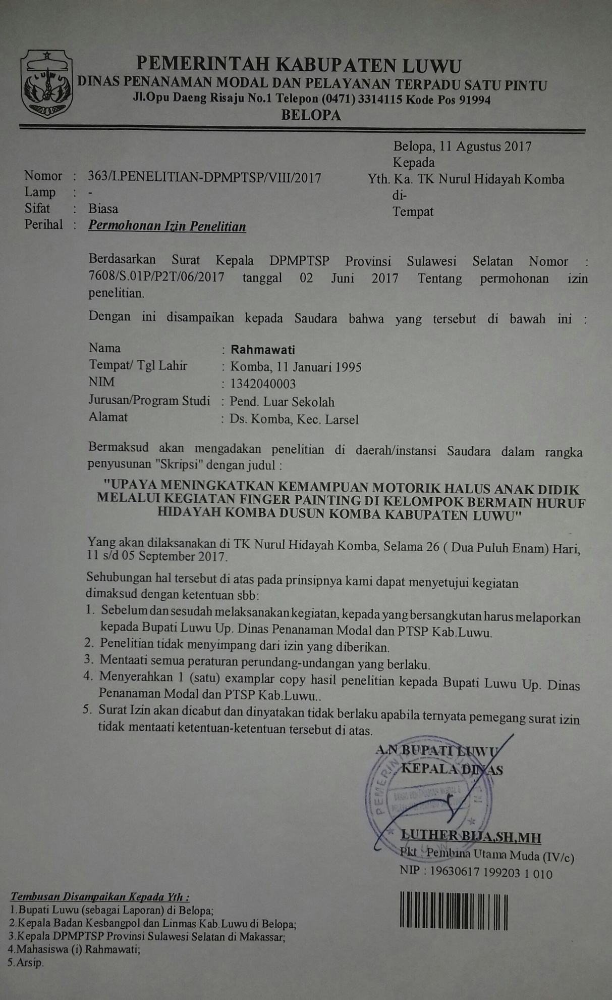 LUWU
PEMERINTAH KABUPATEN LUWU
DINAS PENANAMAN MODAL DAN PELAYANAN TERPADU SATU PINTU
Jl.Opu Daeng Risaju No.1 Telepon (0471) 3314115 Kode Pos 91994
BELOPA
Belopa, 11 Agustus 2017
Kepada
Yth. Ka. TK Nurul Hidayah Komba
di-
Tempat
Nomor : 363/I.PENELITIAN-DPMPTSP/VIII/2017
Lamp : -
Sifat : Biasa
Perihal : Permohonan Izin Penelitian
Berdasarkan Surat Kepala DPMPTSP Provinsi Sulawesi Selatan Nomor :
7608/S.01P/P2T/06/2017 tanggal 02 Juni 2017 Tentang permohonan izin
penelitian.
Dengan ini disampaikan kepada Saudara bahwa yang tersebut di bawah ini :
Nama : Rahmawati
Tempat/ Tgl Lahir : Komba, 11 Januari 1995
NIM : 1342040003
Jurusan/Program Studi : Pend. Luar Sekolah
Alamat : Ds. Komba, Kec. Larsel
Bermaksud akan mengadakan penelitian di daerah/instansi Saudara dalam rangka
penyusunan "Skripsi" dengan judul :
"UPAYA MENINGKATKAN KEMAMPUAN MOTORIK HALUS ANAK DIDIK
MELALUI KEGIATAN FINGER PAINTING DI KELOMPOK BERMAIN HURUF
HIDAYAH KOMBA DUSUN KOMBA KABUPATEN LUWU"
Yang akan dilaksanakan di TK Nurul Hidayah Komba, Selama 26 ( Dua Puluh Enam) Hari,
11 s/d 05 September 2017.
Sehubungan hal tersebut di atas pada prinsipnya kami dapat menyetujui kegiatan
dimaksud dengan ketentuan sbb:
1. Sebelum dan sesudah melaksanakan kegiatan, kepada yang bersangkutan harus melaporkan
kepada Bupati Luwu Up. Dinas Penanaman Modal dan PTSP Kab.Luwu.
2. Penelitian tidak menyimpang dari izin yang diberikan.
3. Mentaati semua peraturan perundang-undangan yang berlaku.
4. Menyerahkan 1 (satu) examplar copy hasil penelitian kepada Bupati Luwu Up. Dinas
Penanaman Modal dan PTSP Kab.Luwu..
5. Surat Izin akan dicabut dan dinyatakan tidak berlaku apabila ternyata pemegang surat izin
tidak mentaati ketentuan-ketentuan tersebut di atas.
A.N BUPATI LUWU
KEPALA DINAS
LUTHER BIJA,SH,MH
Pkt : Pembina Utama Muda (IV/c)
NIP : 19630617 199203 1 010
Tembusan Disampaikan Kepada Yth :
1.Bupati Luwu (sebagai Laporan) di Belopa;
2.Kepala Badan Kesbangpol dan Linmas Kab.Luwu di Belopa;
3.Kepala DPMPTSP Provinsi Sulawesi Selatan di Makassar;
4.Mahasiswa (i) Rahmawati;
5.Arsip.